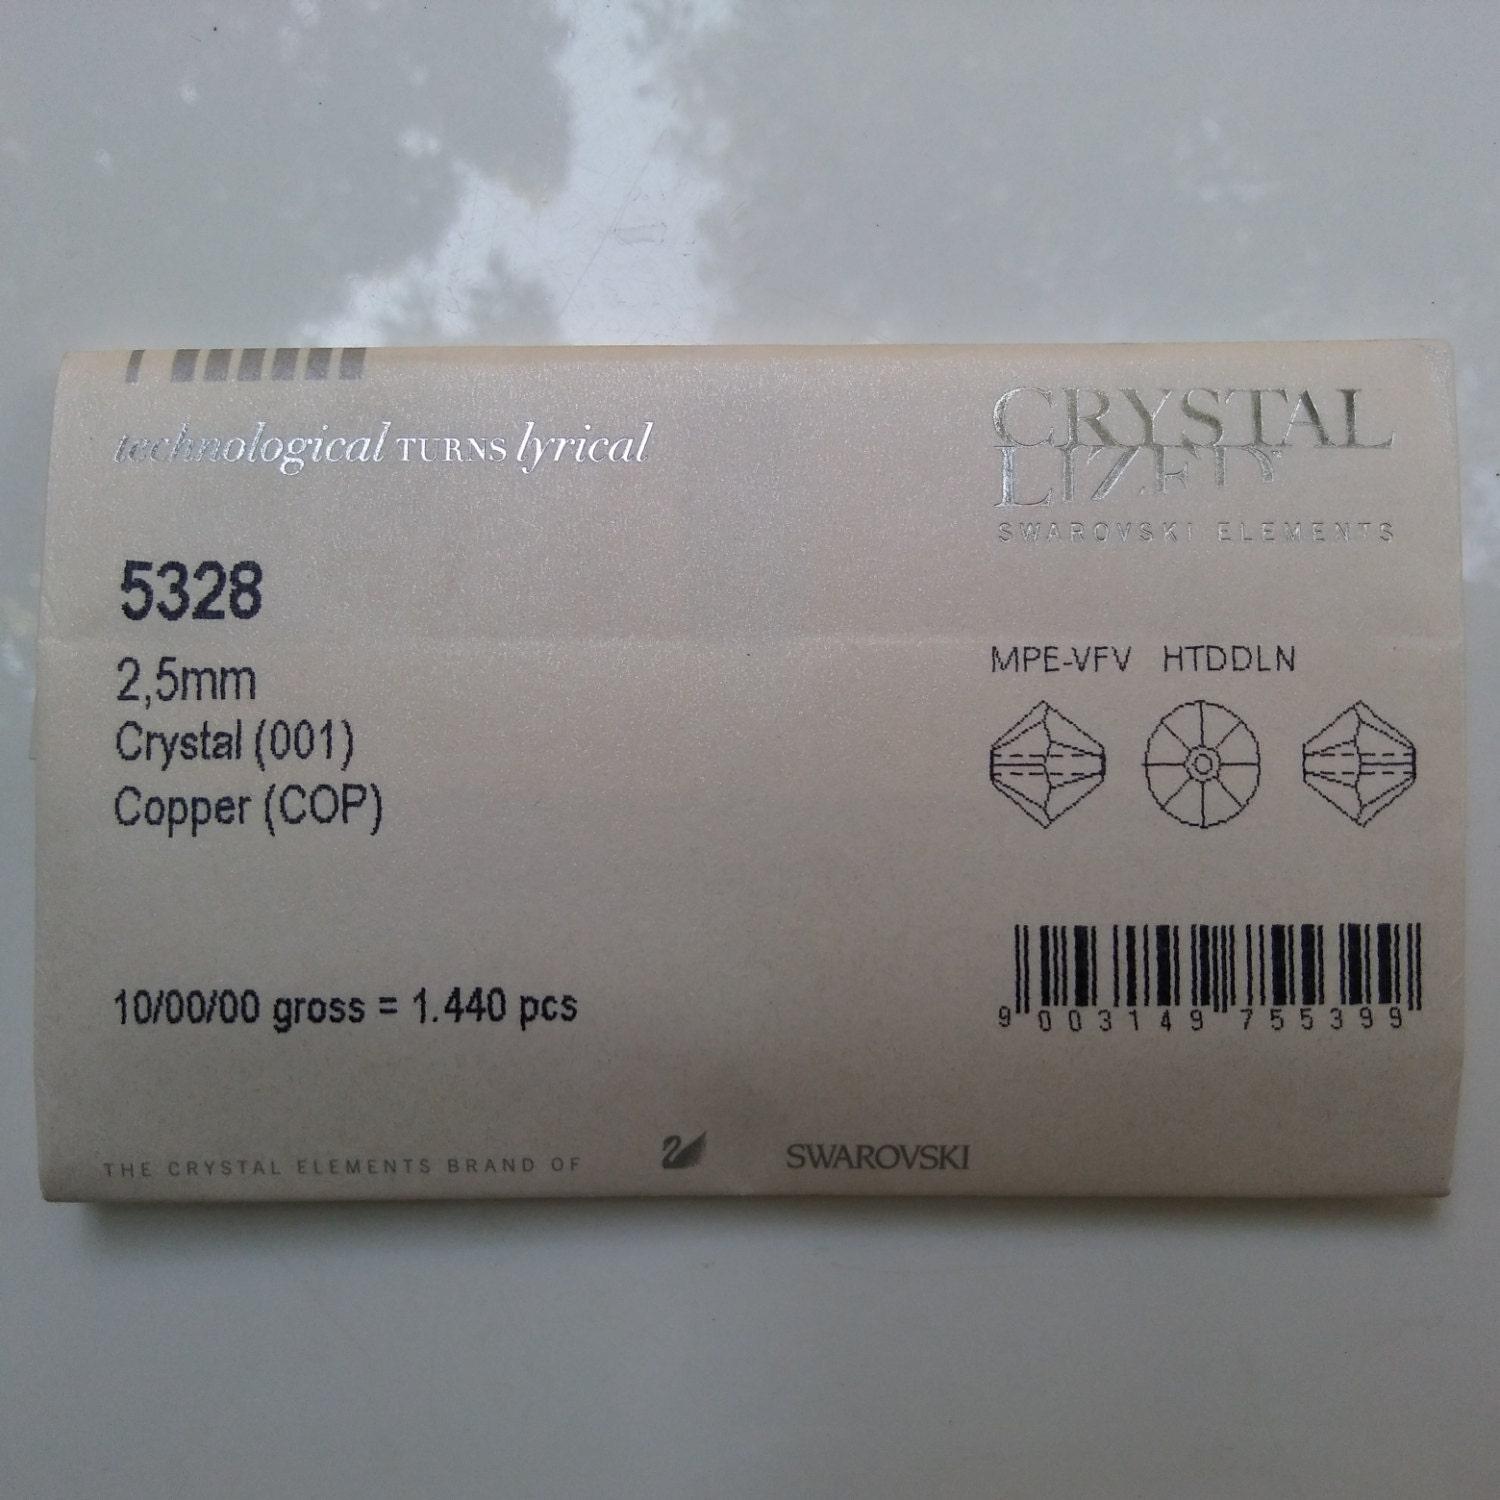 technological TURNS lyrical
CRYSTAL
LIZED
SWAROVSKI ELEMENTS
5328
2,5mm
Crystal (001)
Copper (COP)
MPE-VFV HTDDLN
10/00/00 gross = 1.440 pcs
9 003149 755399
THE CRYSTAL ELEMENTS BRAND OF SWAROVSKI